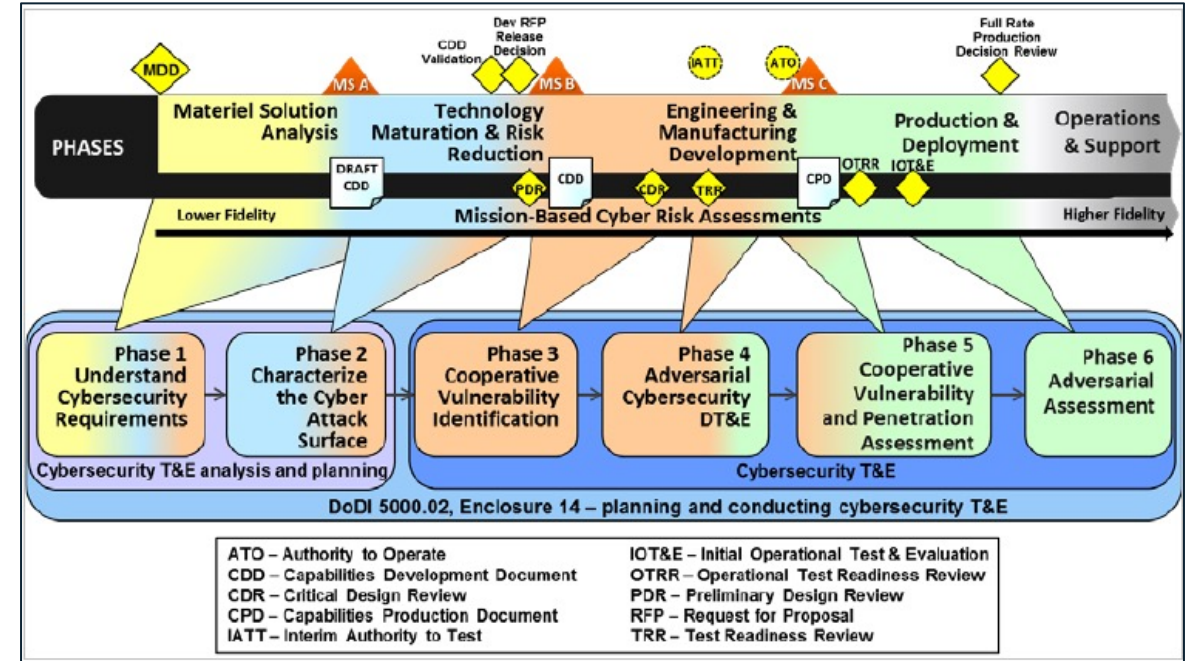 Dev RFP
Release
Decision
CDD
Validation
Full Rate
Production
Decision Review
MDD
MS A
MS B
IATT
ATO
MS C
PHASES
Materiel Solution
Analysis
Technology
Maturation & Risk
Reduction
Engineering &
Manufacturing
Development
Production &
Deployment
Operations
& Support
DRAFT
CDD
PDR
CDD
CDR
TRR
CPD
OTRR
IOT&E
Lower Fidelity
Mission-Based Cyber Risk Assessments
Higher Fidelity
Phase 1
Understand
Cybersecurity
Requirements
Phase 2
Characterize
the Cyber
Attack
Surface
Phase 3
Cooperative
Vulnerability
Identification
Phase 4
Adversarial
Cybersecurity
DT&E
Phase 5
Cooperative
Vulnerability
and Penetration
Assessment
Phase 6
Adversarial
Assessment
Cybersecurity T&E analysis and planning
Cybersecurity T&E
DoDI 5000.02, Enclosure 14 – planning and conducting cybersecurity T&E
ATO – Authority to Operate
CDD – Capabilities Development Document
CDR – Critical Design Review
CPD – Capabilities Production Document
IATT – Interim Authority to Test
IOT&E – Initial Operational Test & Evaluation
OTRR – Operational Test Readiness Review
PDR – Preliminary Design Review
RFP – Request for Proposal
TRR – Test Readiness Review